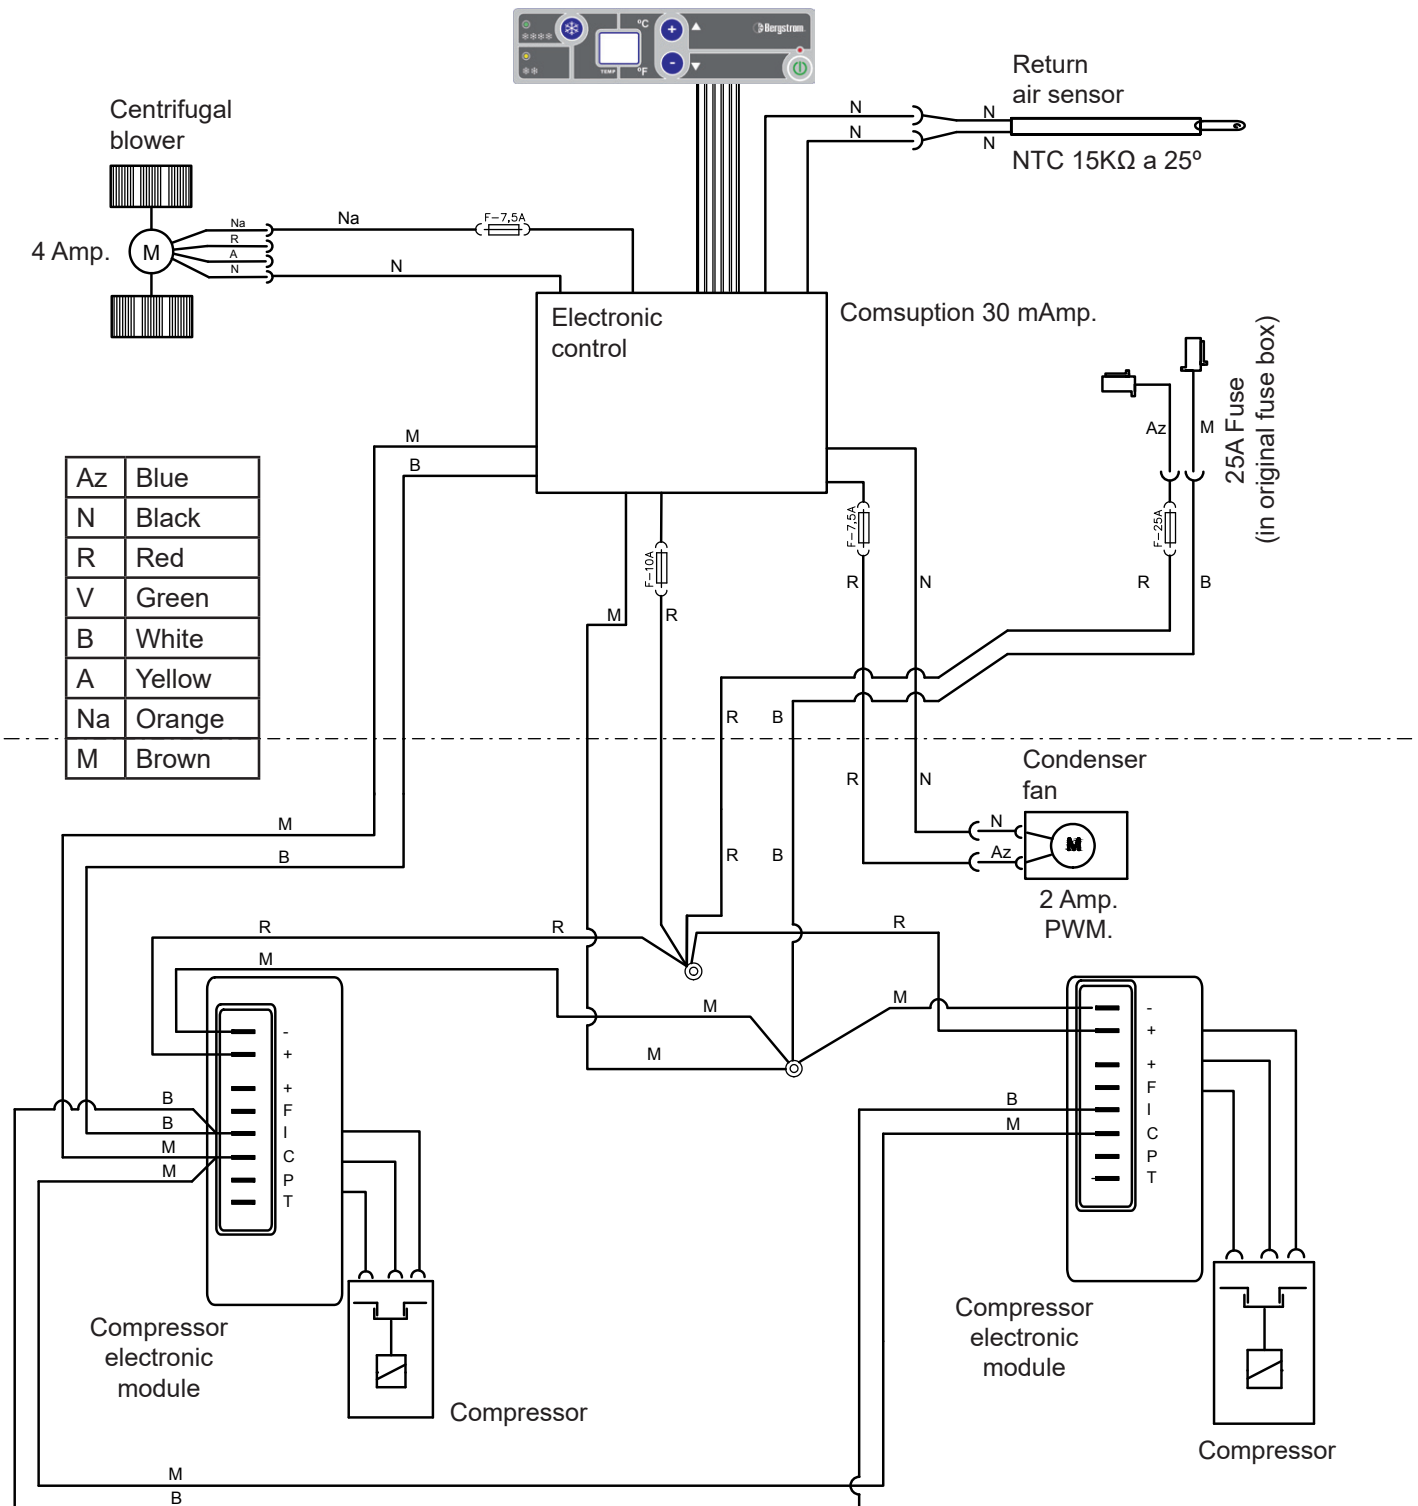 ❄❄❄❄
❄❄
°C
°F
TEMP
+
-
Bergstrom
Return
air sensor
N
N
N
N
NTC 15KΩ a 25º
Centrifugal
blower
4 Amp.
M
Na
R
A
N
Na
F-7,5A
N
Electronic
control
Comsuption 30 mAmp.
25A Fuse
(in original fuse box)
Az
M
F-25A
R
B
M
B
F-10A
M
R
F-7,5A
R
N
Az Blue
N Black
R Red
V Green
B White
A Yellow
Na Orange
M Brown
R
B
R
N
Condenser
fan
N
Az
M
2 Amp.
PWM.
M
B
R
B
R
R
R
M
M
M
M
-
+
+
F
I
C
P
T
B
B
M
M
-
+
+
F
I
C
P
T
B
M
Compressor
electronic
module
Compressor
Compressor
electronic
module
Compressor
M
B